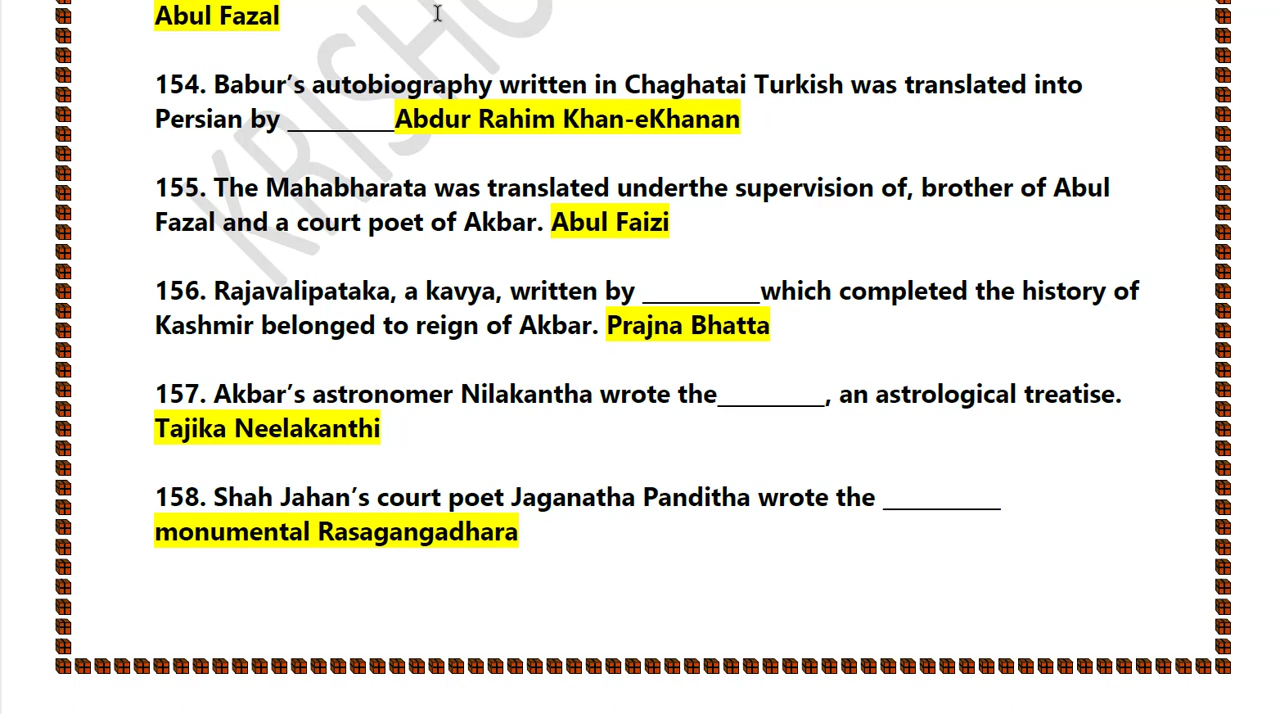 Abul Fazal
154. Babur’s autobiography written in Chaghatai Turkish was translated into
Persian by _________Abdur Rahim Khan-eKhanan
155. The Mahabharata was translated underthe supervision of, brother of Abul
Fazal and a court poet of Akbar. Abul Faizi
156. Rajavalipataka, a kavya, written by __________which completed the history of
Kashmir belonged to reign of Akbar. Prajna Bhatta
157. Akbar’s astronomer Nilakantha wrote the_________, an astrological treatise.
Tajika Neelakanthi
158. Shah Jahan’s court poet Jaganatha Panditha wrote the __________
monumental Rasagangadhara